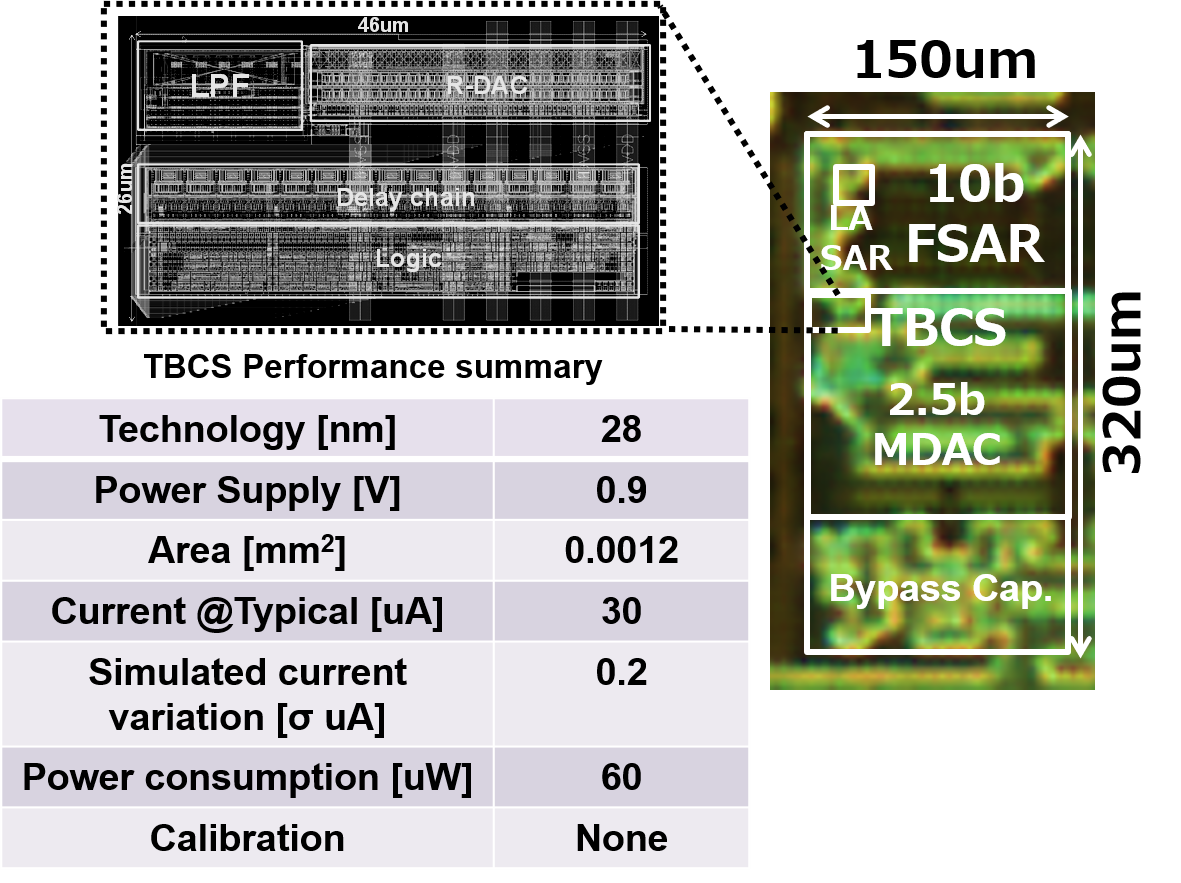 46um
LPF
R-DAC
26um
Delay chain
Logic
150um
10b
FSAR
LA
SAR
TBCS
2.5b
MDAC
320um
Bypass Cap.
TBCS Performance summary
Technology [nm] 28
Power Supply [V] 0.9
Area [mm²] 0.0012
Current @Typical [uA] 30
Simulated current 0.2
variation [σ uA]
Power consumption [uW] 60
Calibration None